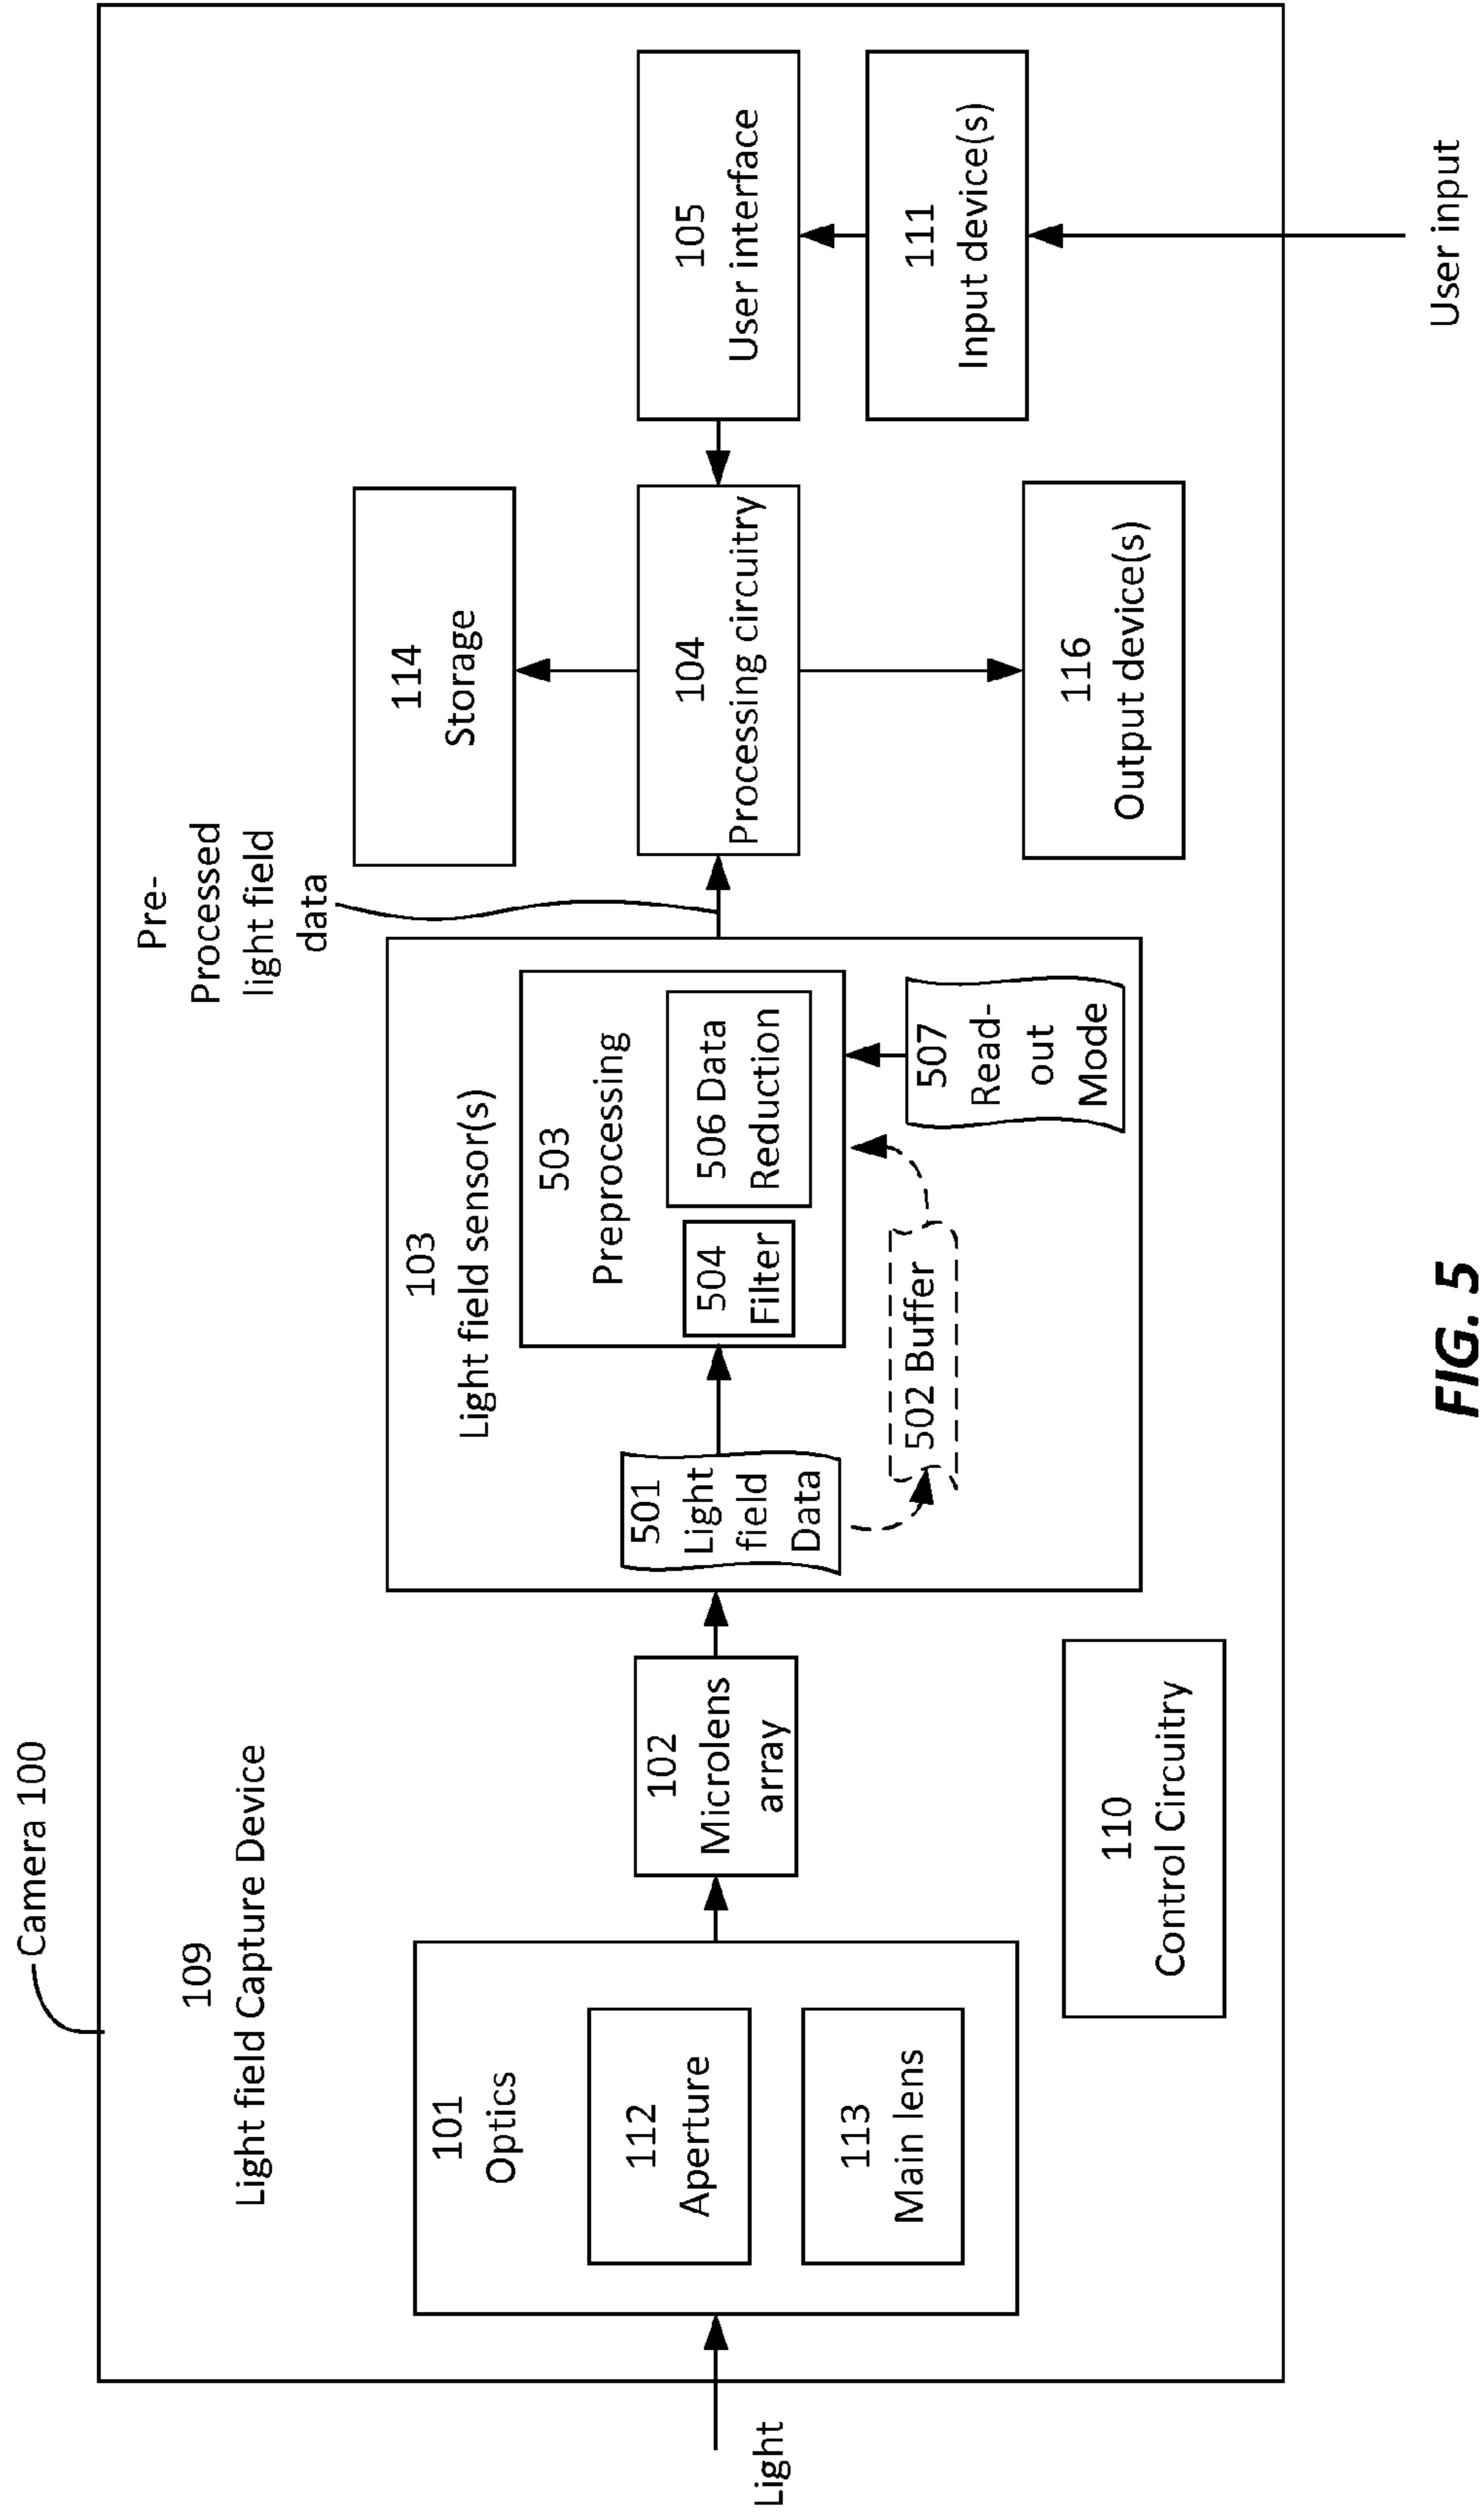 Camera 100
109
Light field Capture Device
Light
101
Optics
112
Aperture
113
Main lens
102
Microlens
array
110
Control Circuitry
103
Light field sensor(s)
501
Light
field
Data
502 Buffer
503
Preprocessing
504
Filter
506 Data
Reduction
507
Read-
out
Mode
Pre-
Processed
light field
data
114
Storage
104
Processing circuitry
116
Output device(s)
105
User interface
111
Input device(s)
User input
FIG. 5